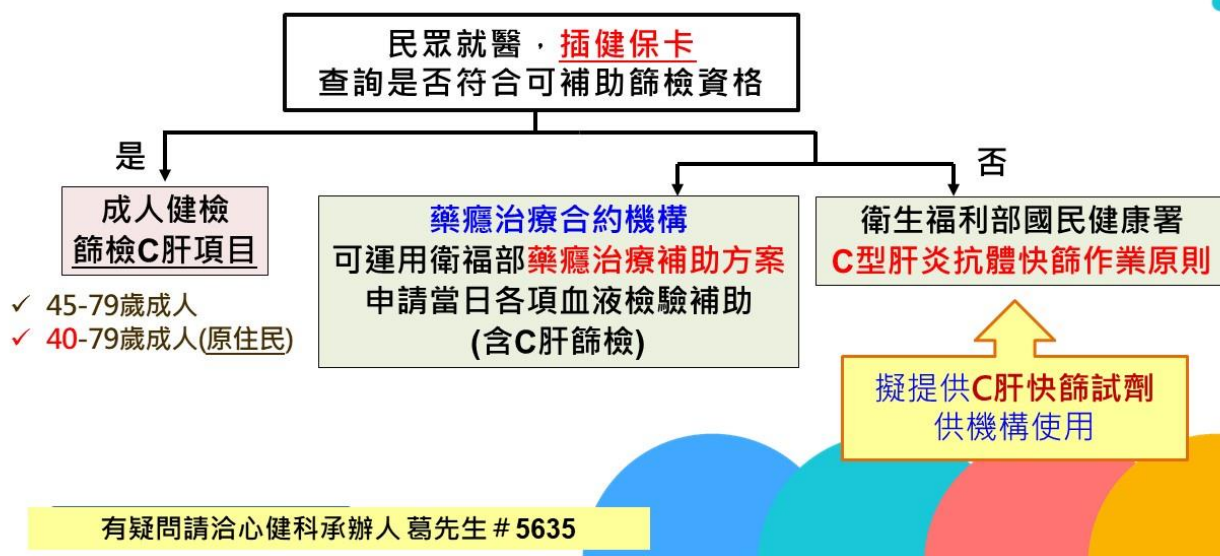 民眾就醫，插健保卡
查詢是否符合可補助篩檢資格
是
否
成人健檢
篩檢C肝項目
✓ 45-79歲成人
✓ 40-79歲成人(原住民)
藥癮治療合約機構
可運用衛福部藥癮治療補助方案
申請當日各項血液檢驗補助
(含C肝篩檢)
衛生福利部國民健康署
C型肝炎抗體快篩作業原則
擬提供C肝快篩試劑
供機構使用
有疑問請洽心健科承辦人 葛先生＃5635